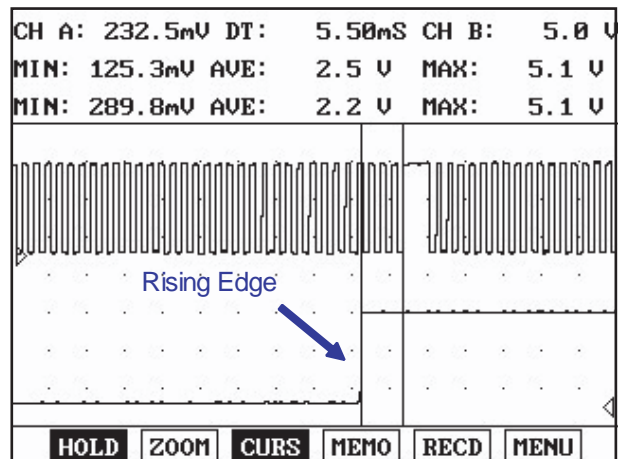 CH A: 232.5mV DT: 5.50mS CH B: 5.0 V
MIN: 125.3mV AVE: 2.5 V MAX: 5.1 V
MIN: 289.8mV AVE: 2.2 V MAX: 5.1 V
Rising Edge
HOLD ZOOM CURS MEMO RECD MENU